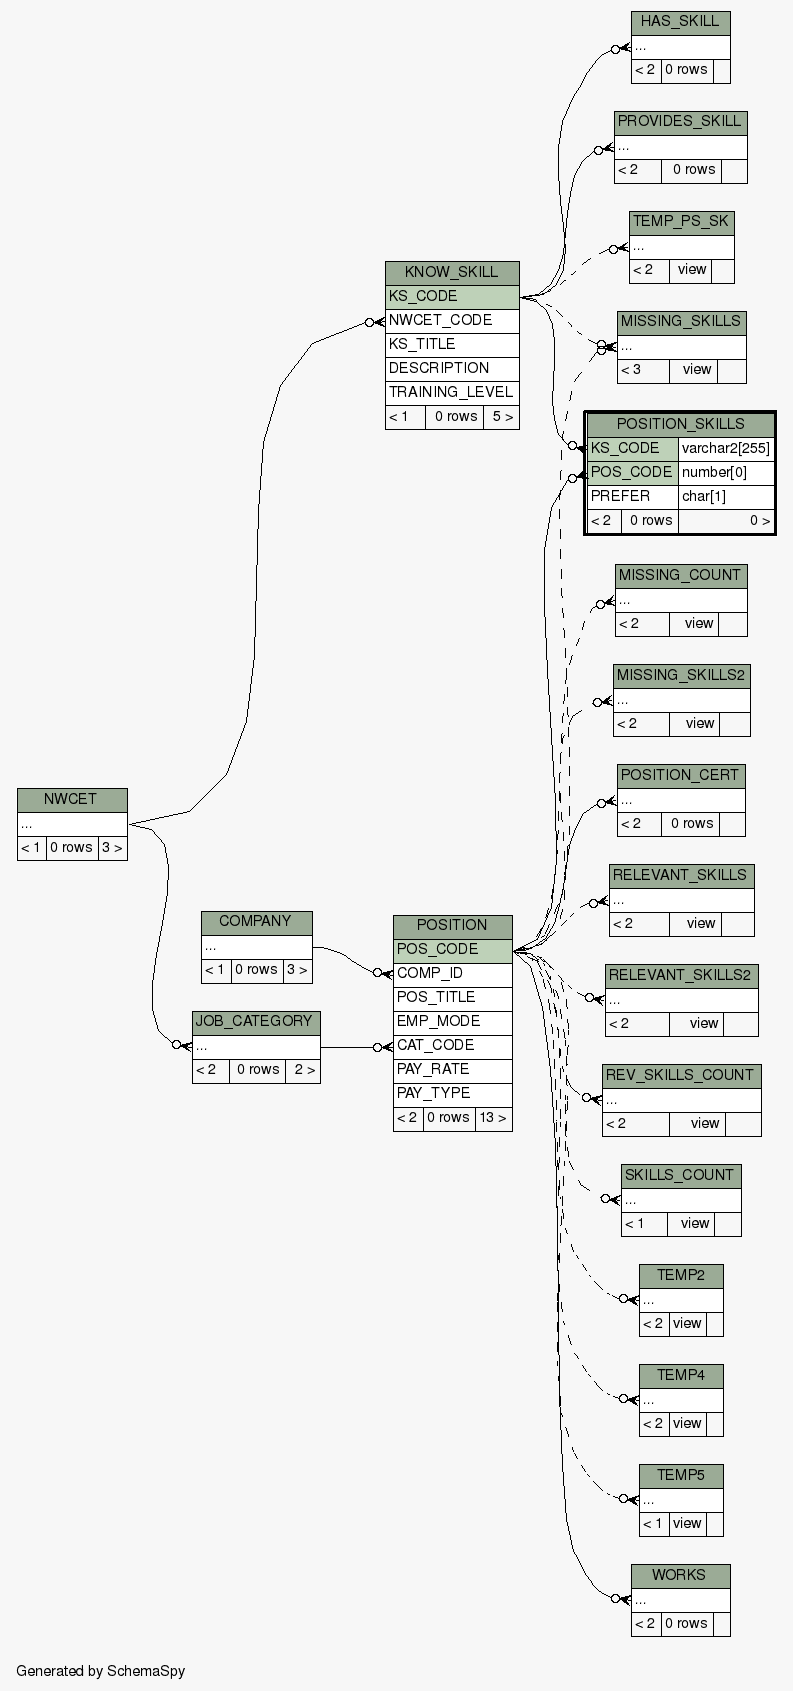 HAS_SKILL
...
< 2 0 rows
PROVIDES_SKILL
...
< 2 0 rows
TEMP_PS_SK
...
< 2 view
KNOW_SKILL
KS_CODE
NWCET_CODE
KS_TITLE
DESCRIPTION
TRAINING_LEVEL
< 1 0 rows 5 >
MISSING_SKILLS
...
< 3 view
POSITION_SKILLS
KS_CODE varchar2[255]
POS_CODE number[0]
PREFER char[1]
< 2 0 rows 0 >
MISSING_COUNT
...
< 2 view
MISSING_SKILLS2
...
< 2 view
POSITION_CERT
...
< 2 0 rows
NWCET
...
< 1 0 rows 3 >
RELEVANT_SKILLS
...
< 2 view
COMPANY
...
< 1 0 rows 3 >
JOB_CATEGORY
...
< 2 0 rows 2 >
POSITION
POS_CODE
COMP_ID
POS_TITLE
EMP_MODE
CAT_CODE
PAY_RATE
PAY_TYPE
< 2 0 rows 13 >
RELEVANT_SKILLS2
...
< 2 view
REV_SKILLS_COUNT
...
< 2 view
SKILLS_COUNT
...
< 1 view
TEMP2
...
< 2 view
TEMP4
...
< 2 view
TEMP5
...
< 1 view
WORKS
...
< 2 0 rows
Generated by SchemaSpy